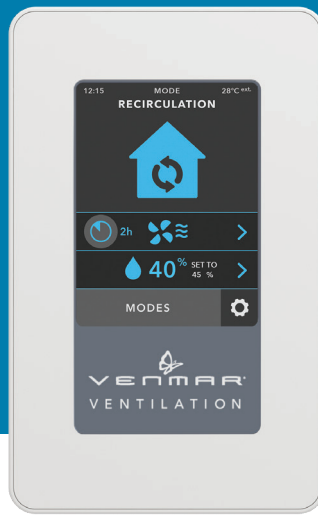 12:15 MODE 28°C ext.
RECIRCULATION
2h
40% SET TO 45 %
MODES
VENMAR
VENTILATION